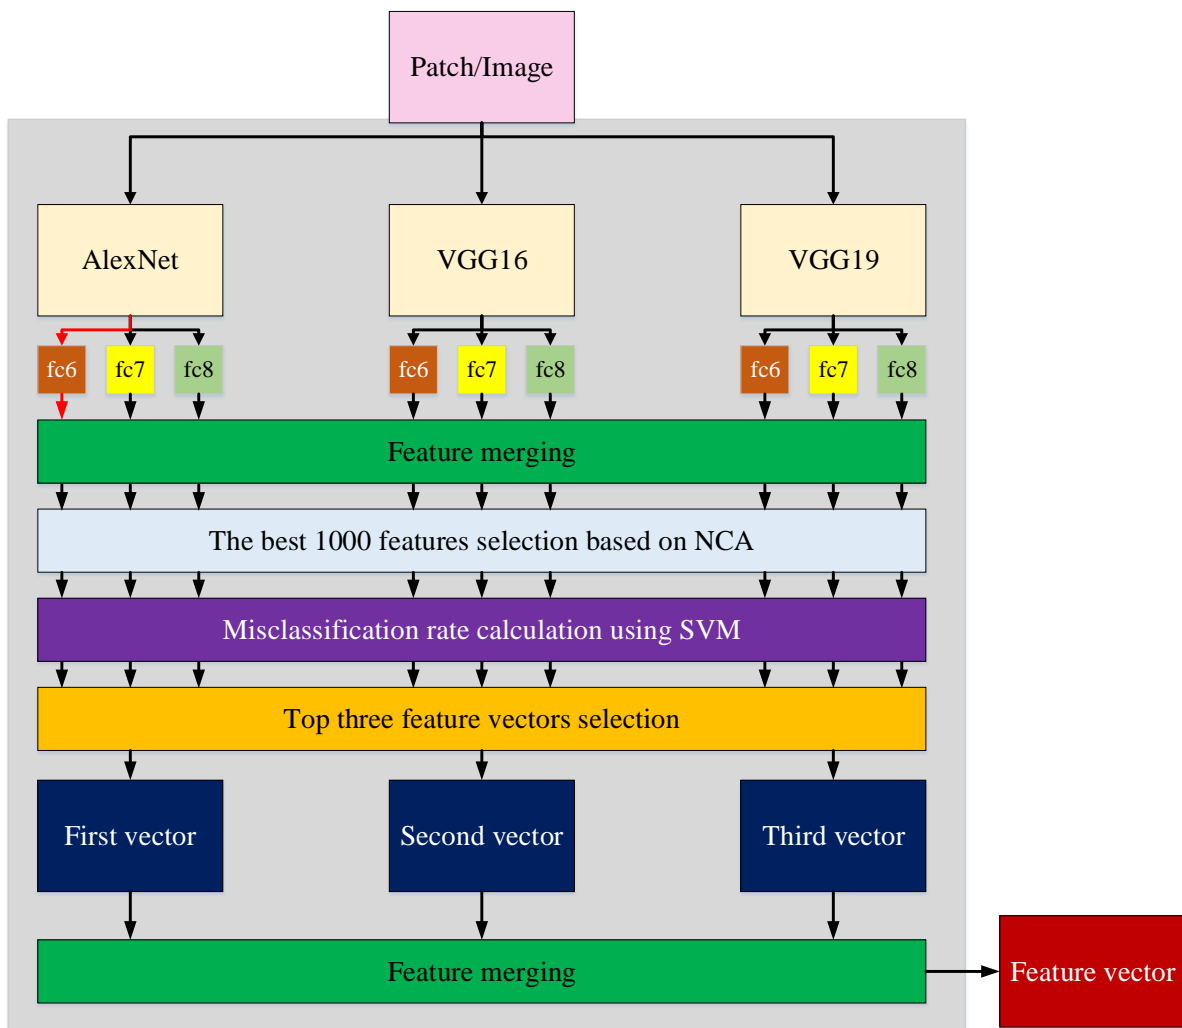 Patch/Image
AlexNet
VGG16
VGG19
fc6
fc7
fc8
fc6
fc7
fc8
fc6
fc7
fc8
Feature merging
The best 1000 features selection based on NCA
Misclassification rate calculation using SVM
Top three feature vectors selection
First vector
Second vector
Third vector
Feature merging
Feature vector